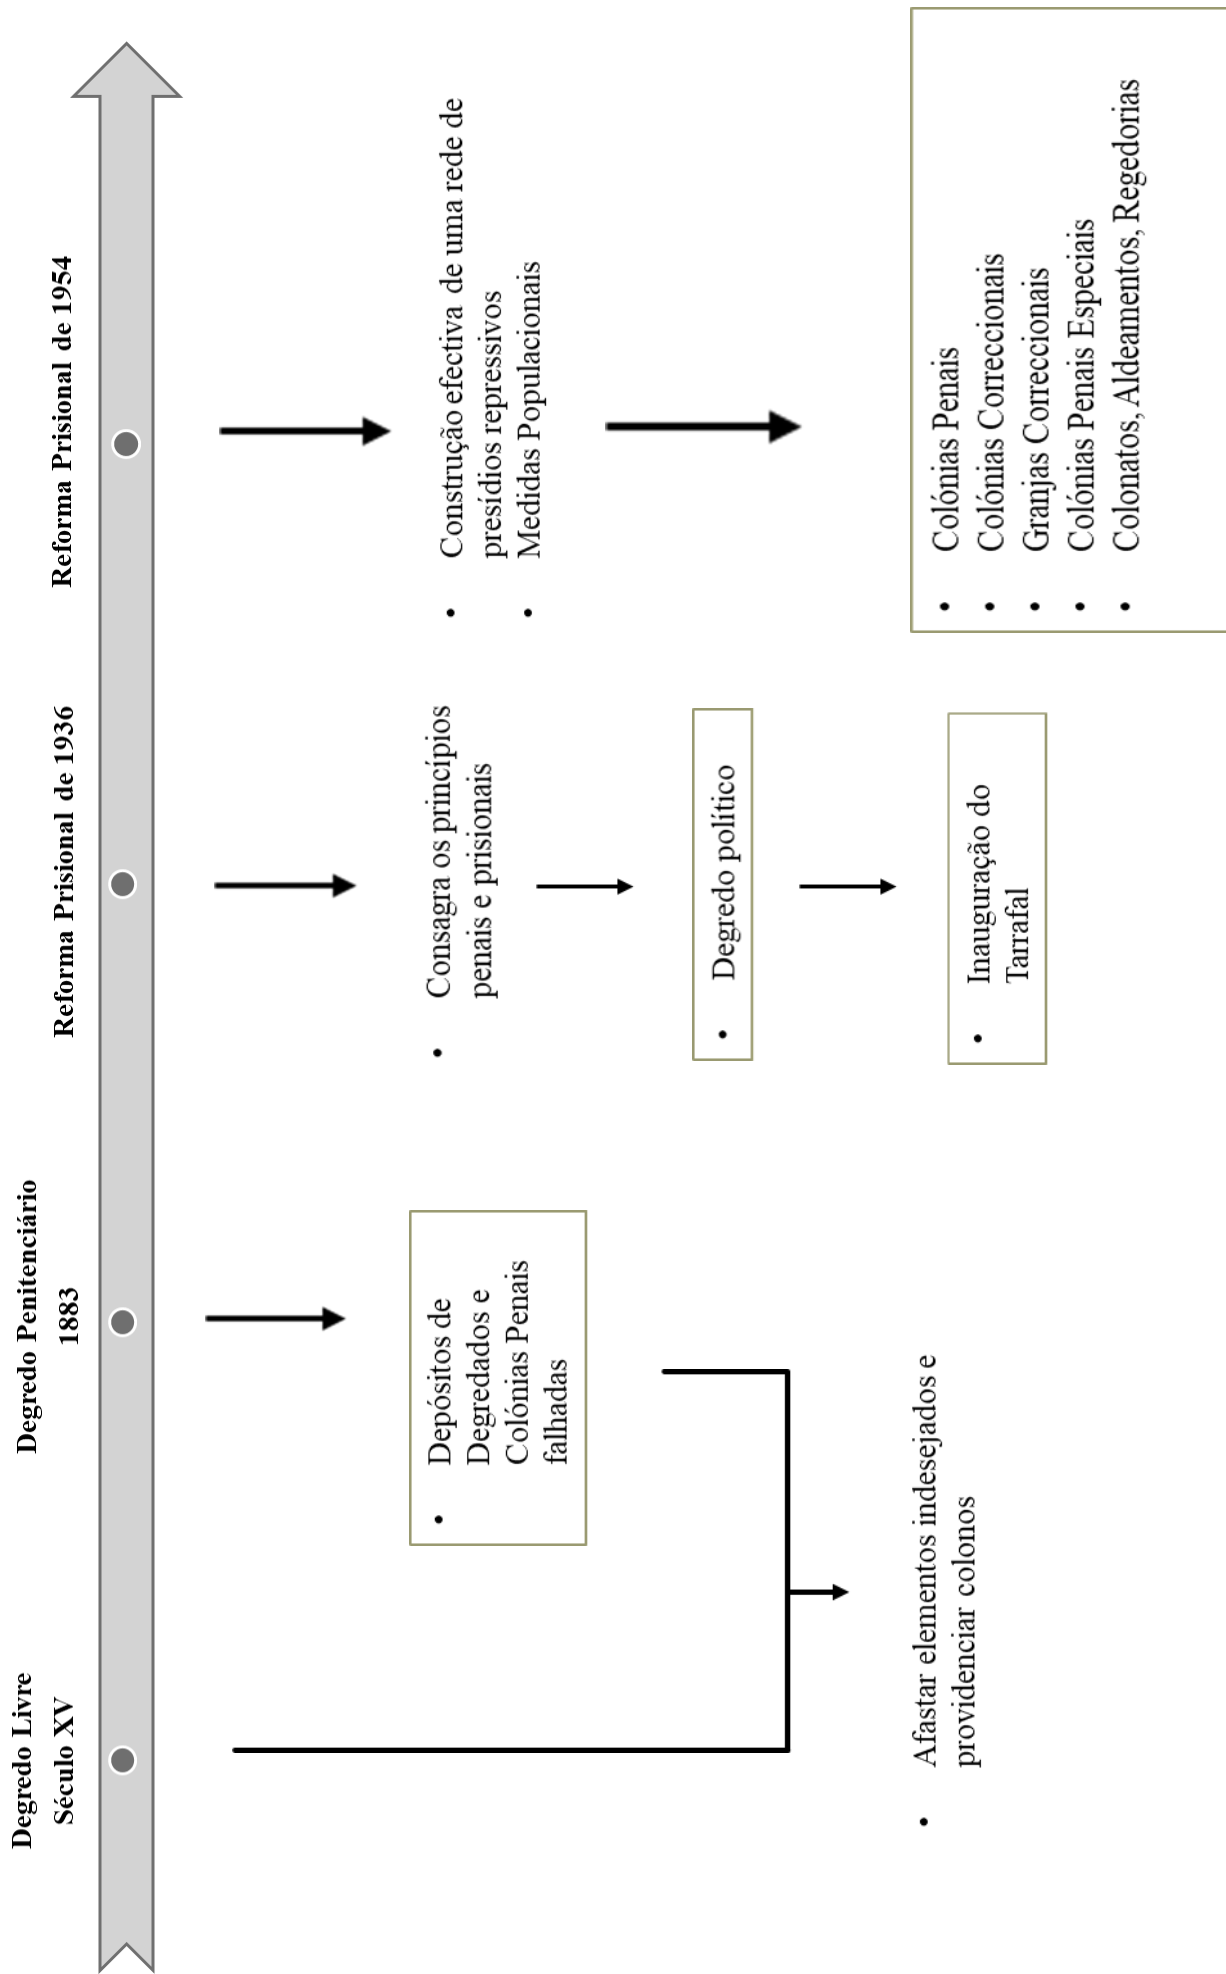 Degredo Livre
Século XV
Degredo Penitenciário
1883
Reforma Prisional de 1936
Reforma Prisional de 1954
• Depósitos de
Degredados e
Colónias Penais
falhadas
• Afastar elementos indesejados e
providenciar colonos
• Consagra os princípios
penais e prisionais
• Degredo político
• Inauguração do
Tarrafal
• Construção efectiva de uma rede de
presídios repressivos
• Medidas Populacionais
• Colónias Penais
• Colónias Correccionais
• Granjas Correccionais
• Colónias Penais Especiais
• Colonatos, Aldeamentos, Regedorias